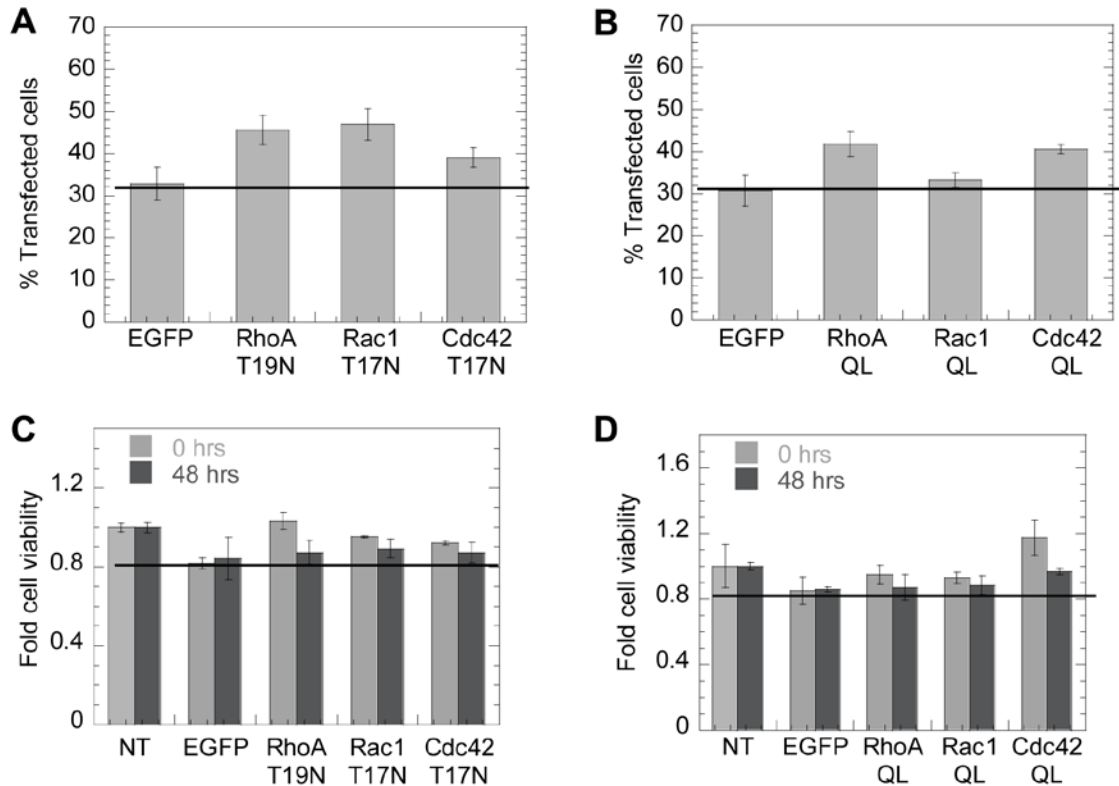 A
% Transfected cells
70
60
50
40
30
20
10
0
EGFP
RhoA
T19N
Rac1
T17N
Cdc42
T17N
B
% Transfected cells
70
60
50
40
30
20
10
0
EGFP
RhoA
QL
Rac1
QL
Cdc42
QL
C
0 hrs
48 hrs
Fold cell viability
1.2
0.8
0.4
0
NT
EGFP
RhoA
T19N
Rac1
T17N
Cdc42
T17N
D
0 hrs
48 hrs
Fold cell viability
1.6
1.2
0.8
0.4
0
NT
EGFP
RhoA
QL
Rac1
QL
Cdc42
QL